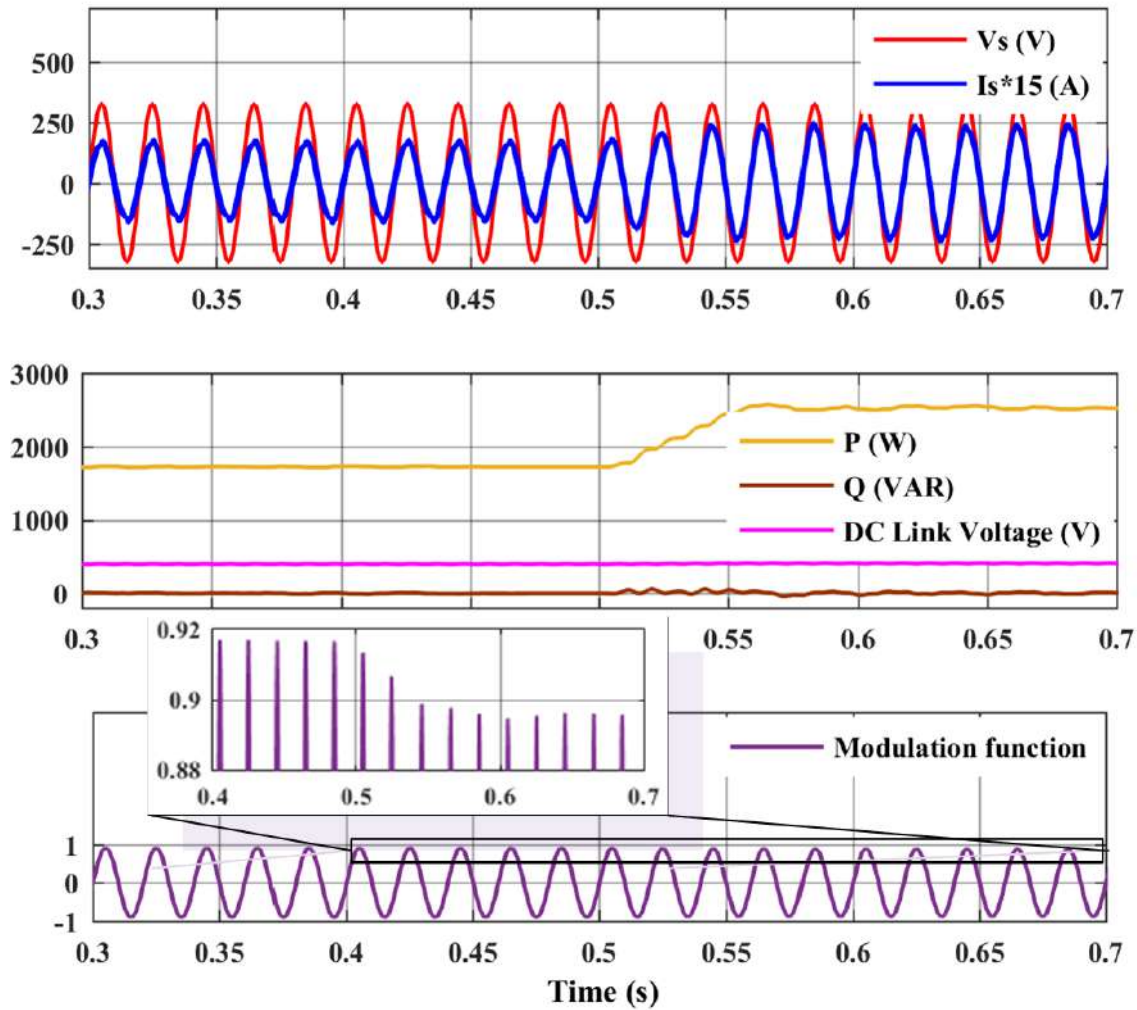 500
250
0
-250
Vs (V)
Is*15 (A)
0.3 0.35 0.4 0.45 0.5 0.55 0.6 0.65 0.7
3000
2000
1000
0
P (W)
Q (VAR)
DC Link Voltage (V)
0.3 0.55 0.6 0.65 0.7
0.92
0.9
0.88
0.4 0.5 0.6 0.7
Modulation function
1
0
-1
0.3 0.35 0.4 0.45 0.5 0.55 0.6 0.65 0.7
Time (s)